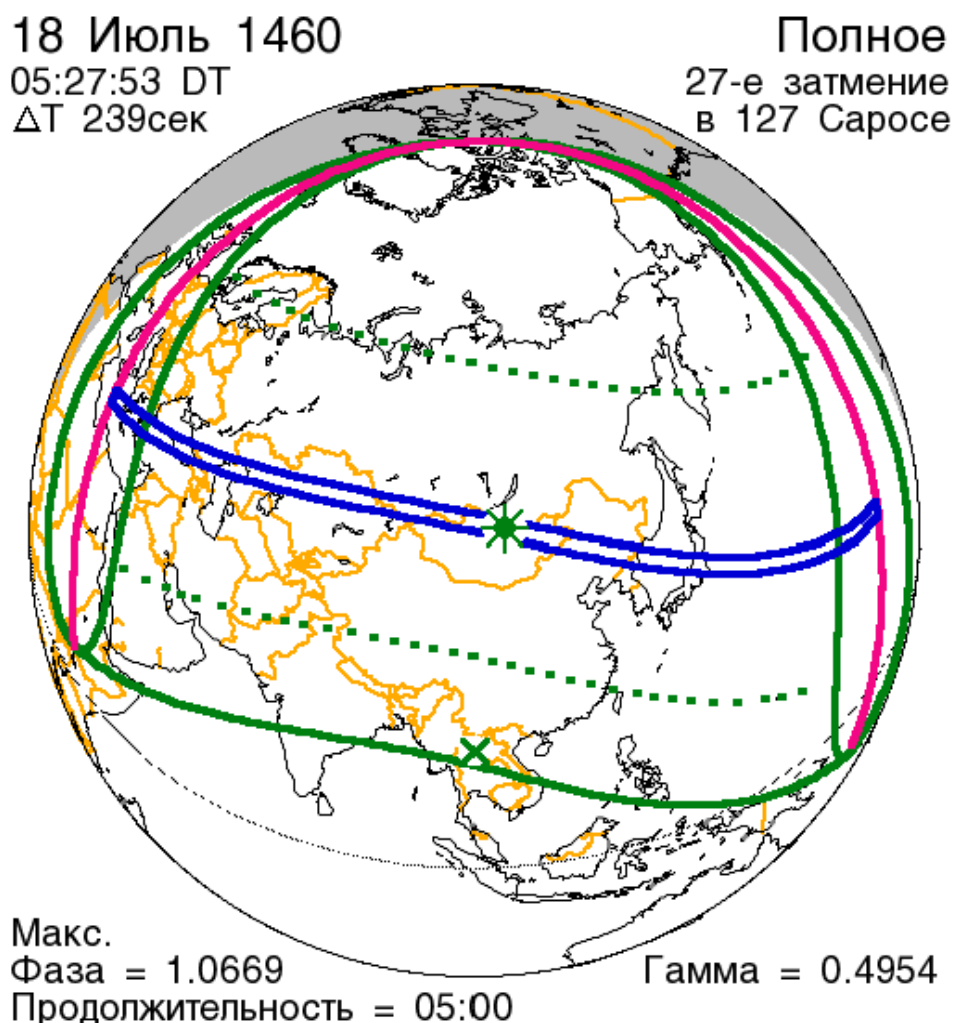 18 Июль 1460
Полное
05:27:53 DT
27-е затмение
ΔT 239сек
в 127 Саросе
Макс.
Фаза = 1.0669
Гамма = 0.4954
Продолжительность = 05:00